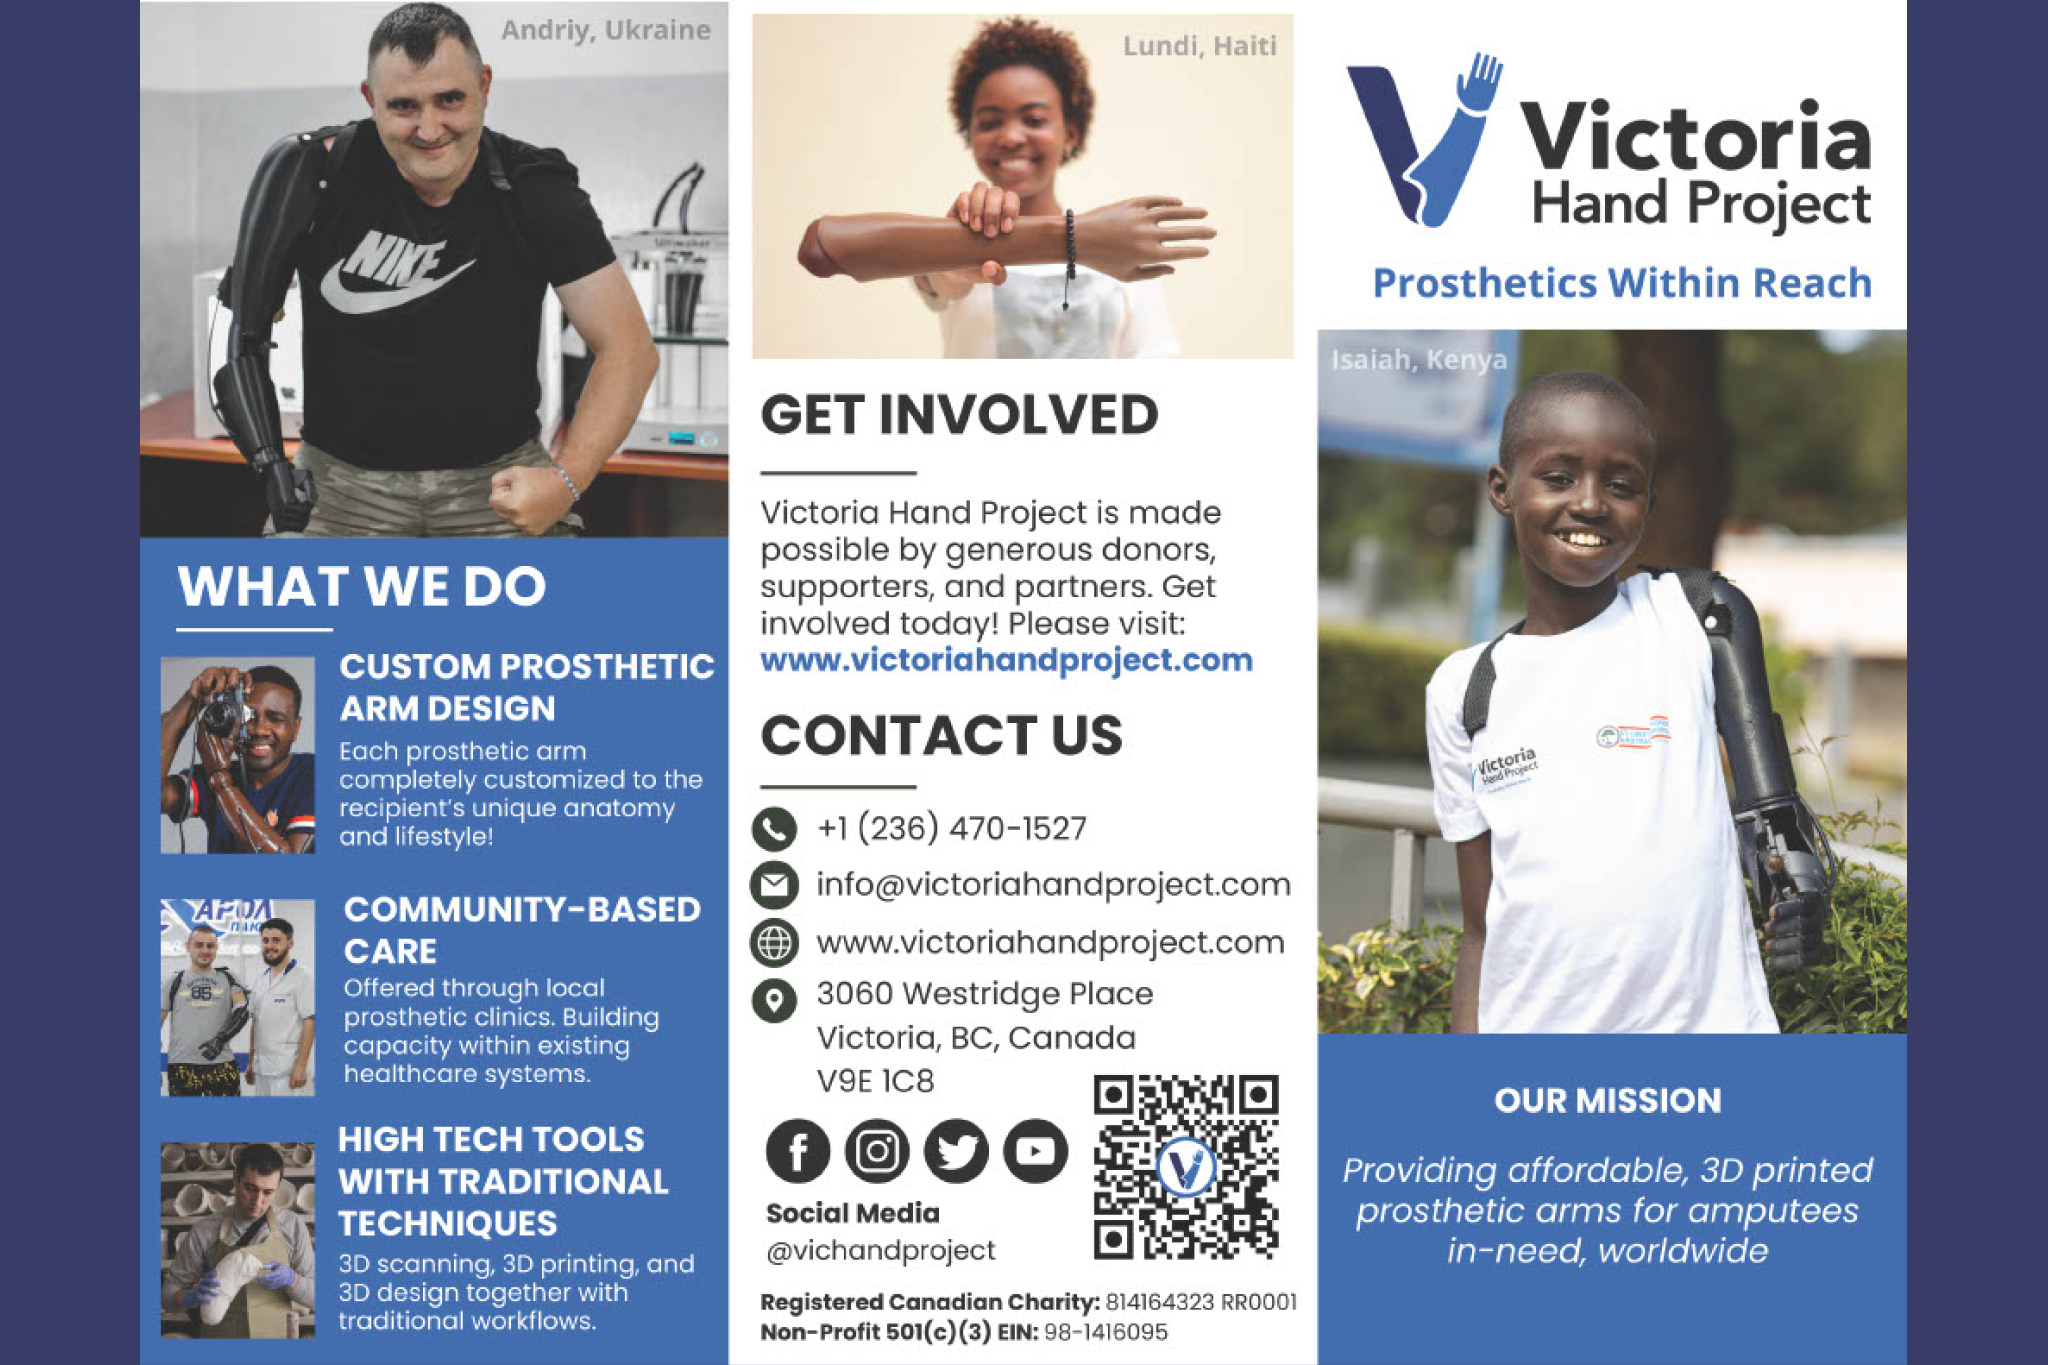 Andriy, Ukraine
NIKE
WHAT WE DO
CUSTOM PROSTHETIC
ARM DESIGN
Each prosthetic arm
completely customized to the
recipient's unique anatomy
and lifestyle!
COMMUNITY-BASED
CARE
Offered through local
prosthetic clinics. Building
capacity within existing
healthcare systems.
85
HIGH TECH TOOLS
WITH TRADITIONAL
TECHNIQUES
3D scanning, 3D printing, and
3D design together with
traditional workflows.
Lundi, Haiti
GET INVOLVED
Victoria Hand Project is made
possible by generous donors,
supporters, and partners. Get
involved today! Please visit:
www.victoriahandproject.com
CONTACT US
+1 (236) 470-1527
info@victoriahandproject.com
www.victoriahandproject.com
3060 Westridge Place
Victoria, BC, Canada
V9E 1C8
Social Media
@vichandproject
Registered Canadian Charity: 814164323 RR0001
Non-Profit 501(c)(3) EIN: 98-1416095
Victoria
Hand Project
Prosthetics Within Reach
Isaiah, Kenya
Victoria
Hand Project
OUR MISSION
Providing affordable, 3D printed
prosthetic arms for amputees
in-need, worldwide